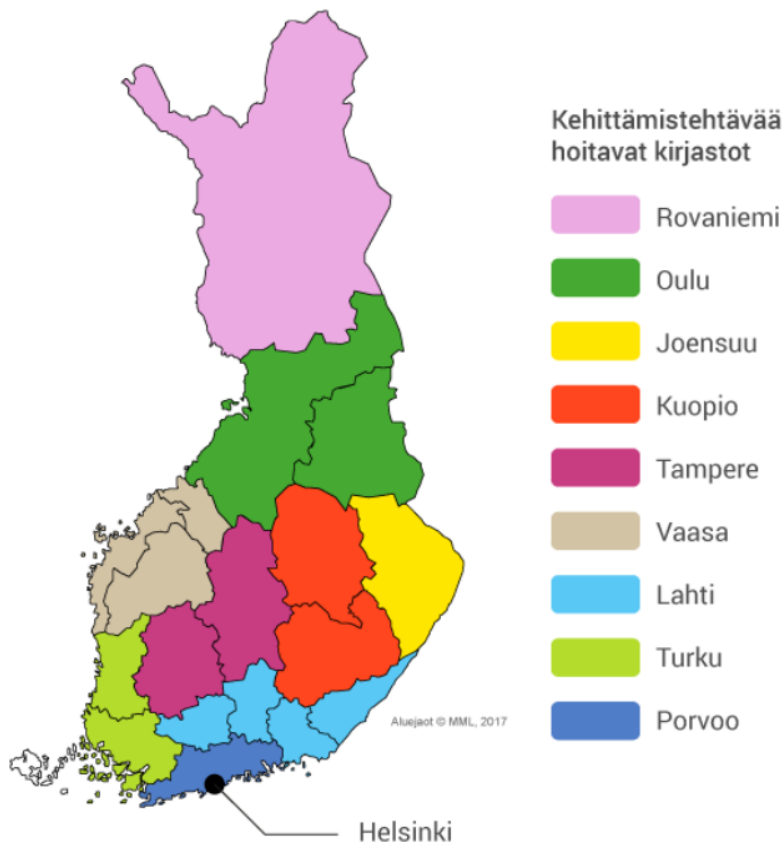 Kehittämistehtävää
hoitavat kirjastot
Rovaniemi
Oulu
Joensuu
Kuopio
Tampere
Vaasa
Lahti
Turku
Porvoo
Aluejaot © MML, 2017
Helsinki